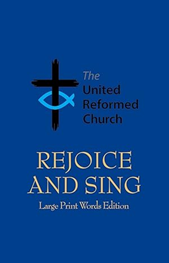 The
United
Reformed
Church
REJOICE
AND SING
Large Print Words Edition